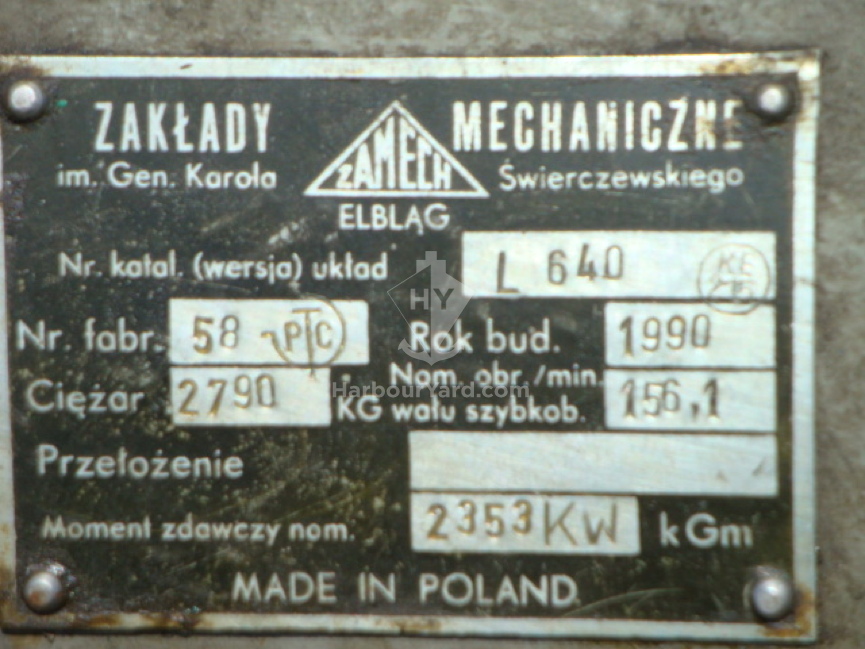 ZAKŁADY MECHANICZNE
im. Gen. Karola ZAMECH Świerczewskiego
ELBLĄG
Nr. katal. (wersja) układ L 640
HY
Nr. fabr. 58 PTC Rok bud. 1990
Ciężar 2790 KG Nom. obr./min. wału szybkob. 156,1
HarbourYard.com
Przełożenie
Moment zdawczy nom. 2353KW kGm
MADE IN POLAND